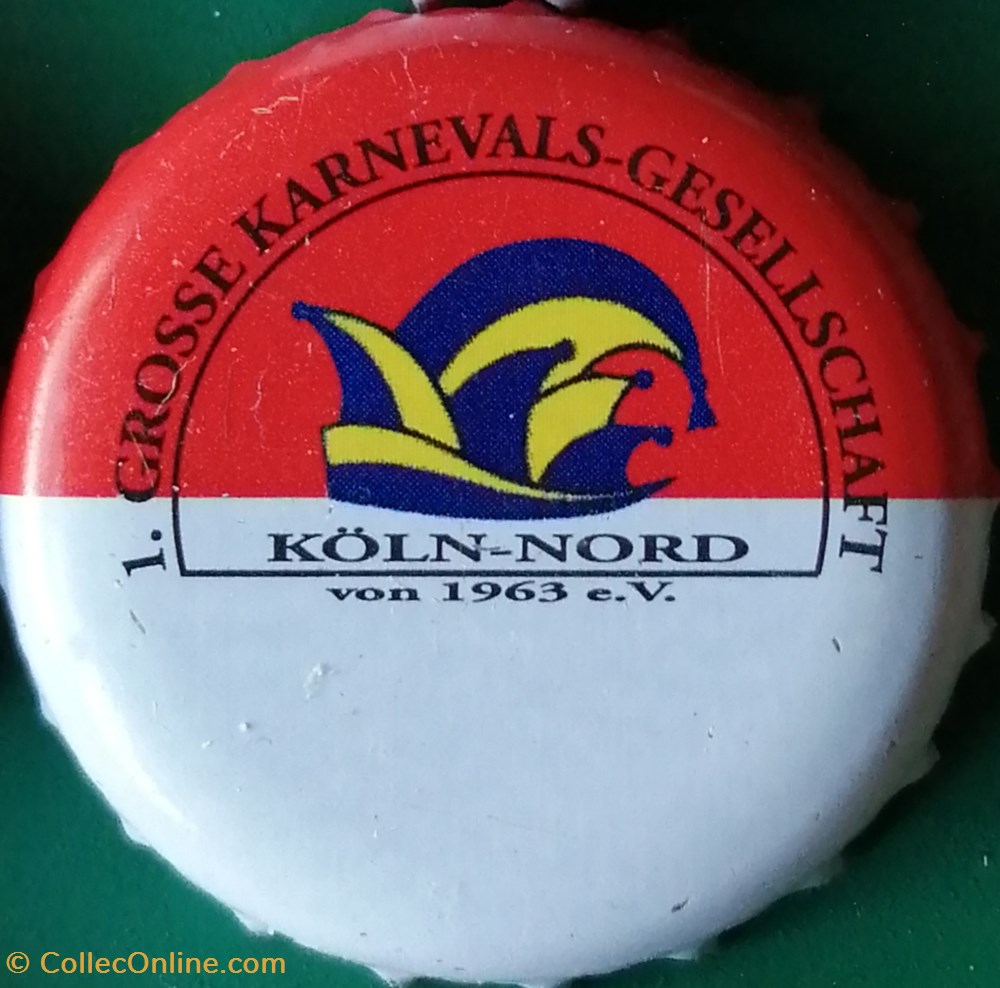 1. GROSSE KARNEVALS-GESELLSCHAFT
KÖLN-NORD
von 1963 e.V.
© CollecOnline.com